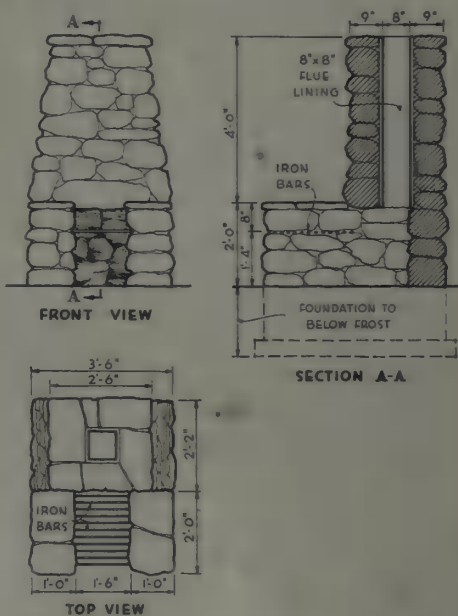 A
9" 8" 9"
8"x8"
FLUE
LINING
4'-0"
IRON
BARS
8"
2'-0"
1'-4"
A
FRONT VIEW
FOUNDATION TO
BELOW FROST
SECTION A-A
3'-6"
2'-6"
2'-2"
IRON
BARS
2'-0"
1'-0" 1'-6" 1'-0"
TOP VIEW